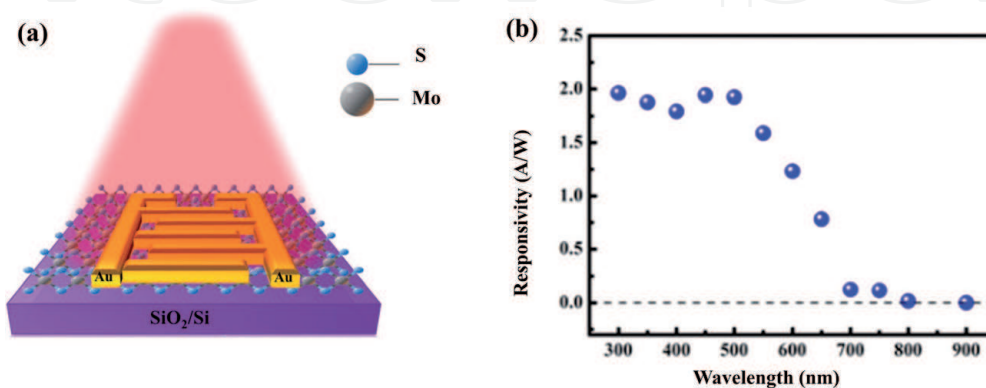 (a)
S
Mo
Au
Au
SiO₂/Si
(b)
Responsivity (A/W)
2.5
2.0
1.5
1.0
0.5
0.0
300 400 500 600 700 800 900
Wavelength (nm)